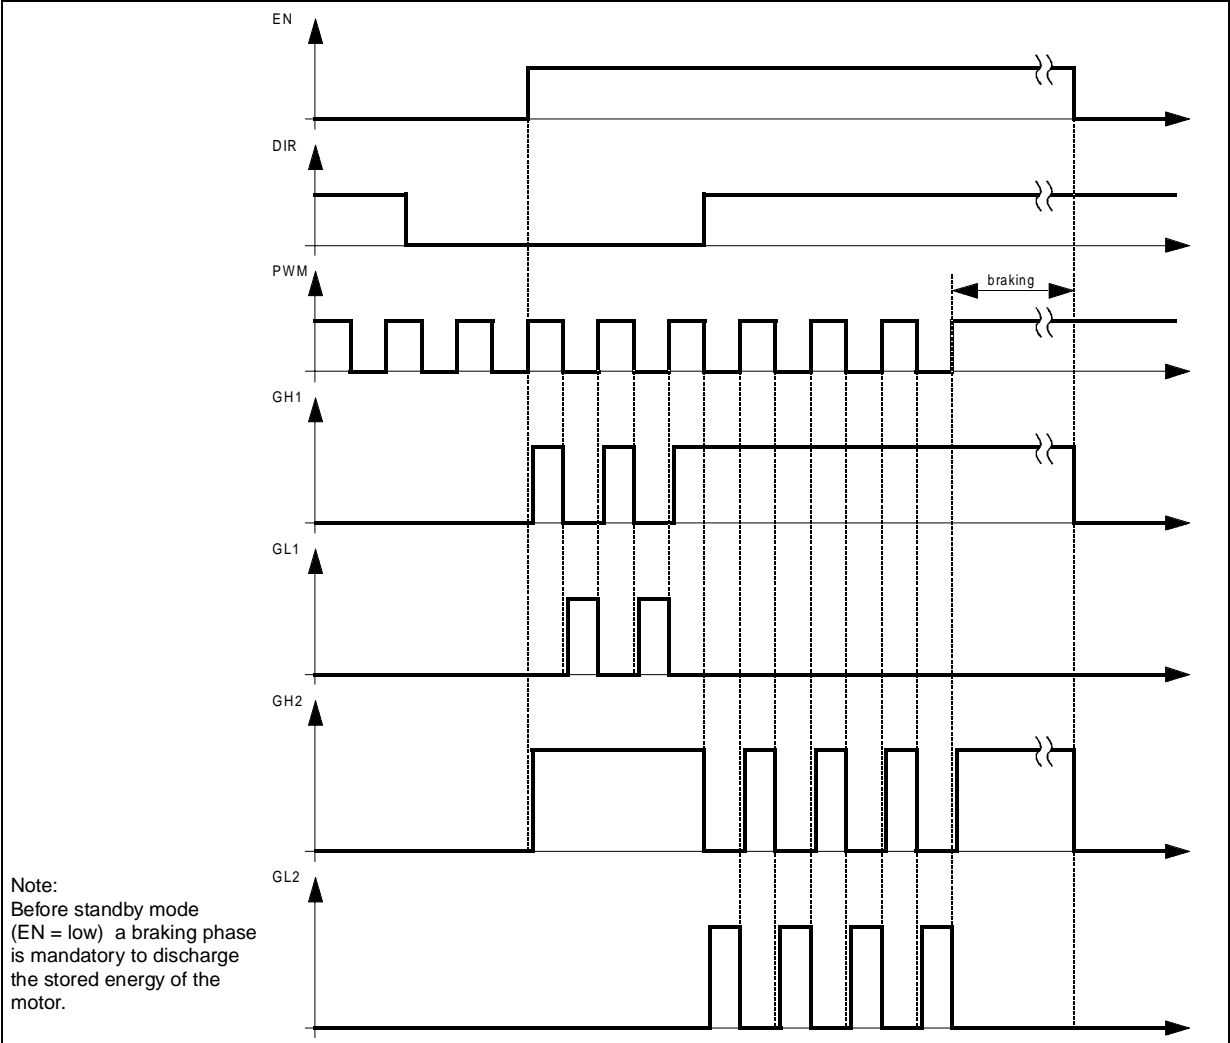 EN
DIR
PWM
braking
GH1
GL1
GH2
GL2
Note:
Before standby mode
(EN = low) a braking phase
is mandatory to discharge
the stored energy of the
motor.